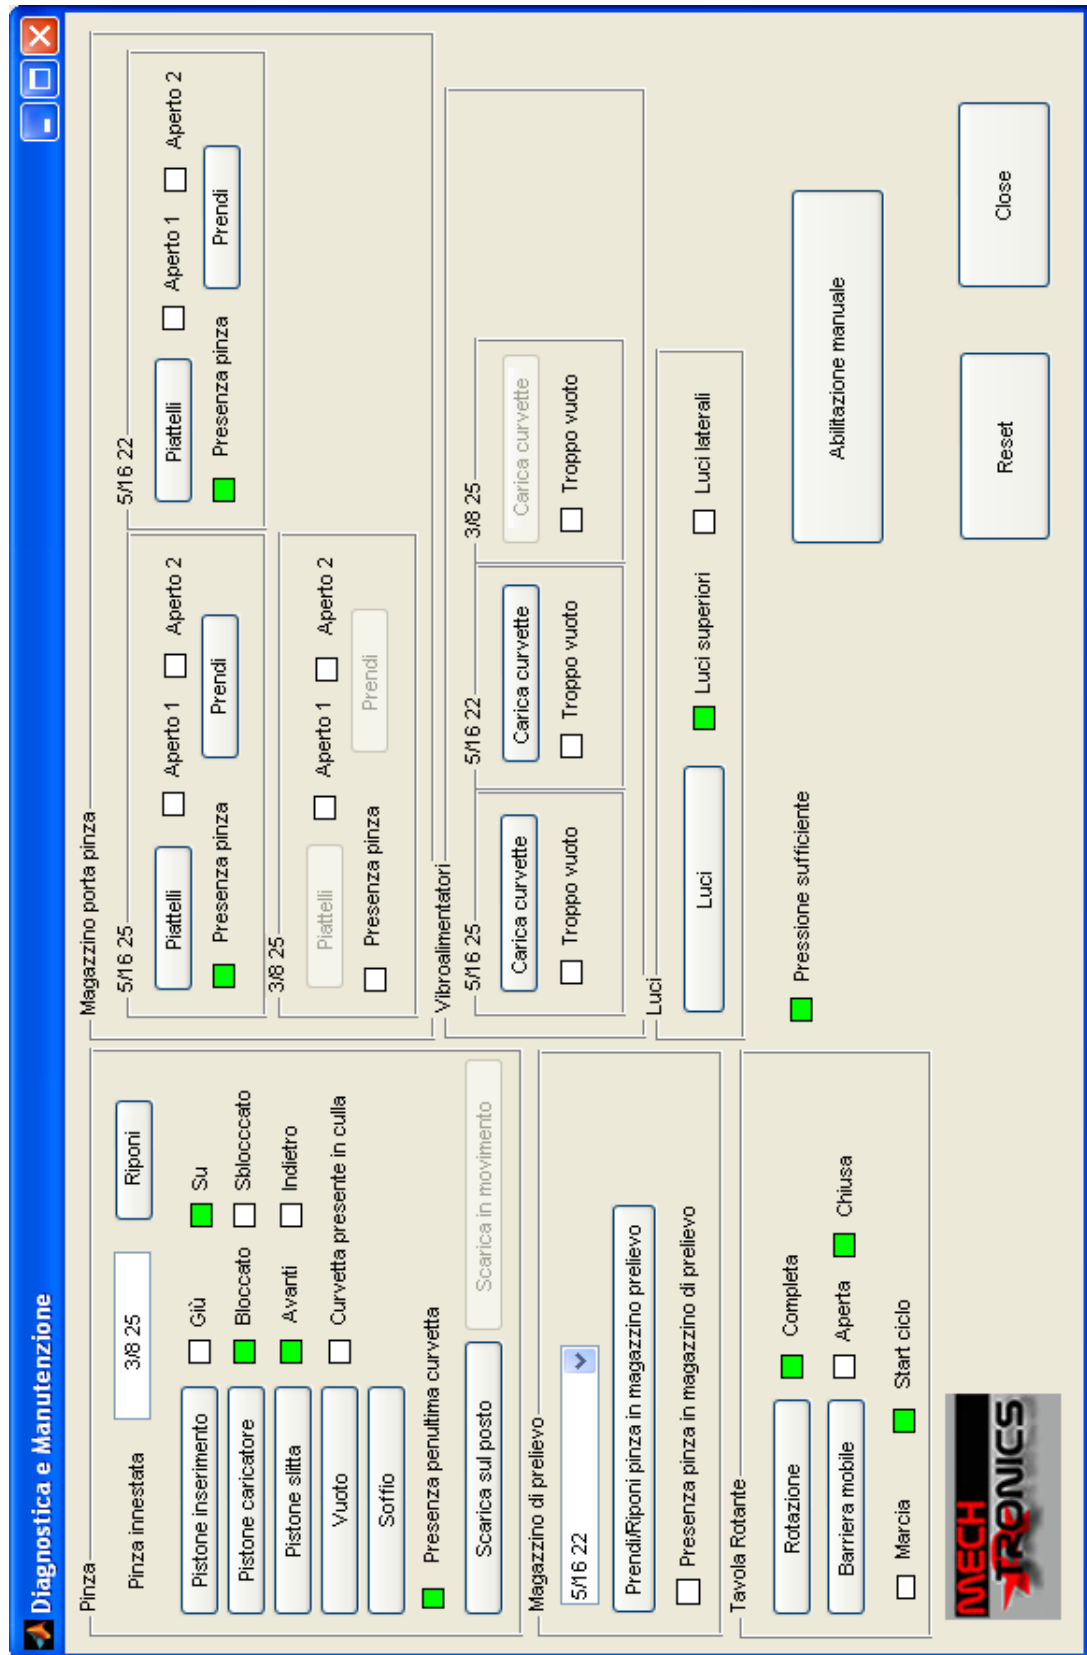 Diagnostica e Manutenzione
Pinza
Pinza innestata 3/8 25 Riponi
Pistone inserimento Giù Su
Pistone caricatore Bloccato Sbloccccato
Pistone slitta Avanti Indietro
Vuoto Curvetta presente in culla
Soffio
Presenza penultima curvetta
Scarica sul posto Scarica in movimento
Magazzino di prelievo
5/16 22
Prendi/Riponi pinza in magazzino prelievo
Presenza pinza in magazzino di prelievo
Tavola Rotante
Rotazione Completa
Barriera mobile Aperta Chiusa
Marcia Start ciclo
MECH
TRONICS
Magazzino porta pinza
5/16 25
Piattelli Aperto 1 Aperto 2
Presenza pinza Prendi
5/16 22
Piattelli Aperto 1 Aperto 2
Presenza pinza Prendi
3/8 25
Piattelli Aperto 1 Aperto 2
Presenza pinza Prendi
Vibroalimentatori
5/16 25
Carica curvette
Troppo vuoto
5/16 22
Carica curvette
Troppo vuoto
3/8 25
Carica curvette
Troppo vuoto
Luci
Luci Luci superiori Luci laterali
Pressione sufficiente
Abilitazione manuale
Reset Close